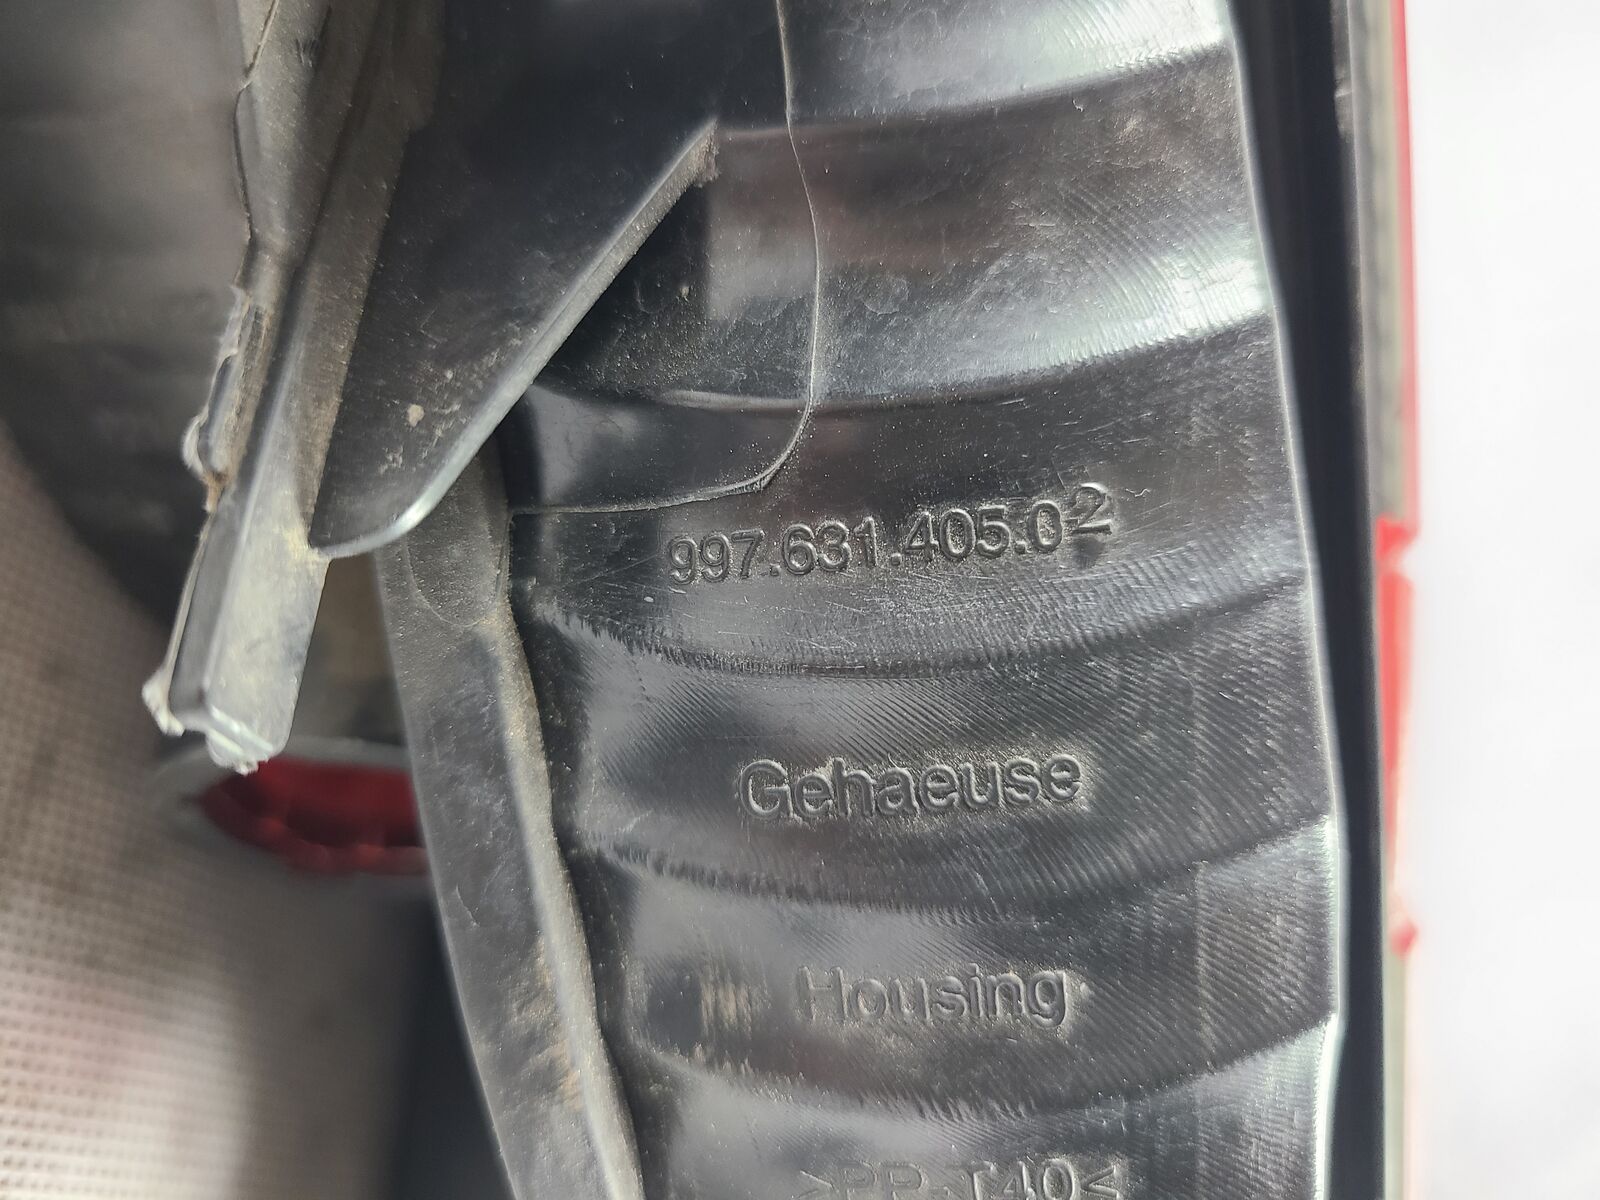 997.631.405.02
Gehaeuse
Housing
>PP-T40<